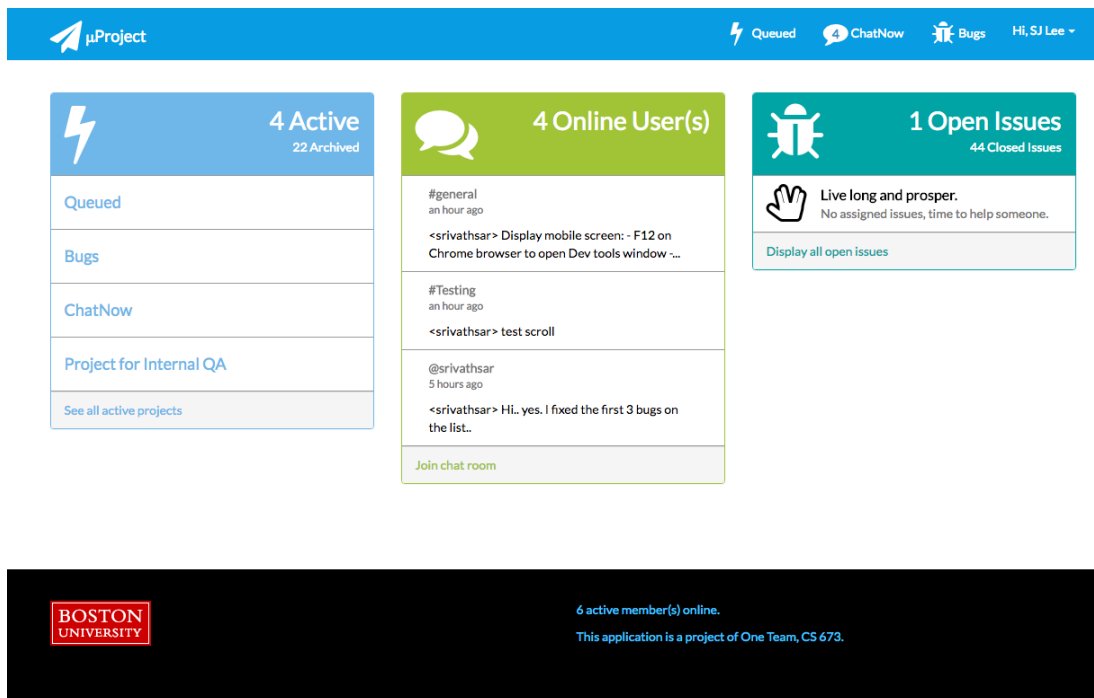 μProject
Queued
4 ChatNow
Bugs
Hi, SJ Lee
4 Active
22 Archived
Queued
Bugs
ChatNow
Project for Internal QA
See all active projects
4 Online User(s)
#general
an hour ago
<srivathsar> Display mobile screen: - F12 on
Chrome browser to open Dev tools window -...
#Testing
an hour ago
<srivathsar> test scroll
@srivathsar
5 hours ago
<srivathsar> Hi.. yes. I fixed the first 3 bugs on
the list..
Join chat room
1 Open Issues
44 Closed Issues
Live long and prosper.
No assigned issues, time to help someone.
Display all open issues
BOSTON
UNIVERSITY
6 active member(s) online.
This application is a project of One Team, CS 673.